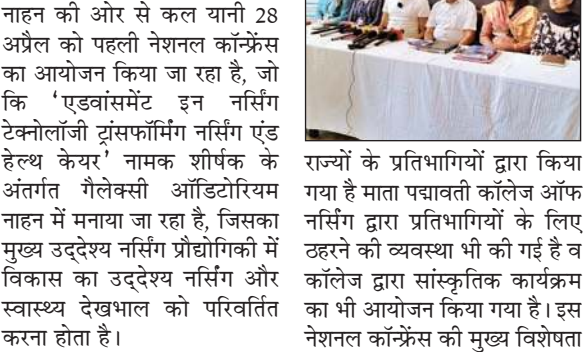 नाहन की ओर से कल यानी 28
अप्रैल को पहली नेशनल कॉन्फ्रेंस
का आयोजन किया जा रहा है, जो
कि ‘एडवांसमेंट इन नर्सिंग
टेक्नोलॉजी ट्रांसफॉर्मिंग नर्सिंग एंड
हेल्थ केयर’ नामक शीर्षक के
अंतर्गत गैलेक्सी ऑडिटोरियम
नाहन में मनाया जा रहा है, जिसका
मुख्य उद्देश्य नर्सिंग प्रौद्योगिकी में
विकास का उद्देश्य नर्सिंग और
स्वास्थ्य देखभाल को परिवर्तित
करना होता है।
राज्यों के प्रतिभागियों द्वारा किया
गया है माता पद्मावती कॉलेज ऑफ
नर्सिंग द्वारा प्रतिभागियों के लिए
ठहरने की व्यवस्था भी की गई है व
कॉलेज द्वारा सांस्कृतिक कार्यक्रम
का भी आयोजन किया गया है। इस
नेशनल कॉन्फ्रेंस की मुख्य विशेषता